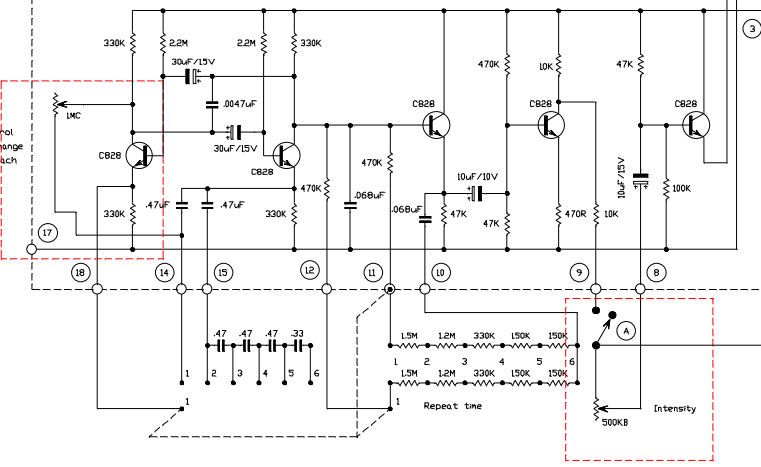 3
330K
2.2M
2.2M
330K
470K
10K
47K
30uF/15V
.0047uF
30uF/15V
1MC
rol
hange
ach
C828
C828
C828
C828
C828
470K
470K
10uF/10V
10uF/15V
.068uF
.068uF
.47uF
.47uF
330K
330K
47K
47K
470R
10K
100K
17
18
14
15
12
11
10
9
8
.47
.47
.47
.33
1.5M
1.2M
330K
150K
150K
A
1
2
3
4
5
6
1
2
3
4
5
6
1.5M
1.2M
330K
150K
150K
1
1
Repeat time
500KB
Intensity